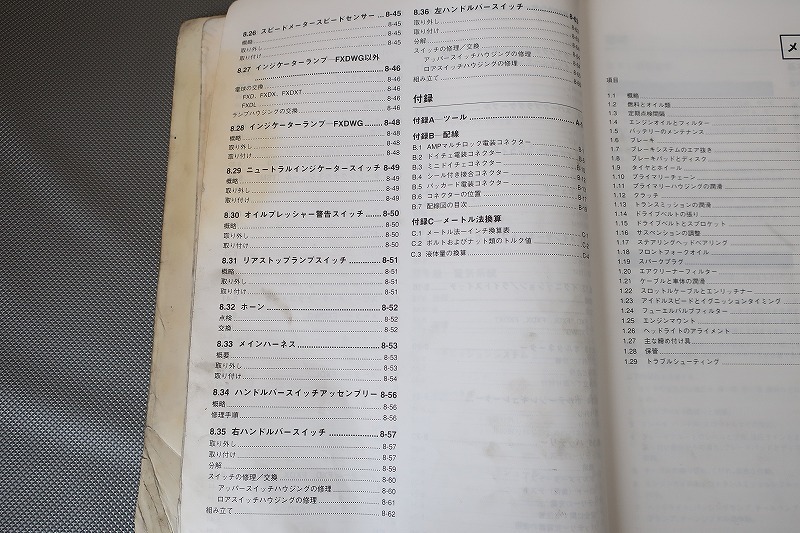 8.26 スピードメータースピードセンサー ...... 8-45
概略 ...... 8-45
取り外し ...... 8-45
取り付け ...... 8-45
8.27 インジケーターランプ—FXDWG以外
...... 8-46
電球の交換 ...... 8-46
FXD、FXDX、FXDXT ...... 8-46
FXDL ...... 8-46
ランプハウジングの交換 ...... 8-46
8.28 インジケーターランプ—FXDWG ...... 8-48
概略 ...... 8-48
取り外し ...... 8-48
取り付け ...... 8-48
8.29 ニュートラルインジケータースイッチ 8-49
概略 ...... 8-49
取り外し ...... 8-49
取り付け ...... 8-49
8.30 オイルプレッシャー警告スイッチ ...... 8-50
概略 ...... 8-50
取り外し ...... 8-50
取り付け ...... 8-50
8.31 リアストップランプスイッチ ...... 8-51
概略 ...... 8-51
取り外し ...... 8-51
取り付け ...... 8-51
8.32 ホーン ...... 8-52
点検 ...... 8-52
交換 ...... 8-52
8.33 メインハーネス ...... 8-53
概要 ...... 8-53
取り外し ...... 8-53
取り付け ...... 8-54
8.34 ハンドルバースイッチアッセンブリー 8-56
概略 ...... 8-56
修理手順 ...... 8-56
8.35 右ハンドルバースイッチ ...... 8-57
取り外し ...... 8-57
取り付け ...... 8-57
分解 ...... 8-59
スイッチの修理／交換 ...... 8-60
アッパースイッチハウジングの修理 ...... 8-60
ロアスイッチハウジングの修理 ...... 8-61
組み立て ...... 8-62
8.36 左ハンドルバースイッチ ......
取り外し ......
取り付け ......
分解 ......
スイッチの修理／交換 ......
アッパースイッチハウジングの修理 ......
ロアスイッチハウジングの修理 ......
組み立て ......
付録
付録A—ツール ...... A-1
付録B—配線
B.1 AMPマルチロック電装コネクター ......
B.2 ドイチェ電装コネクター ......
B.3 ミニドイチェコネクター ......
B.4 シール付き接合コネクター ......
B.5 パッカード電装コネクター ......
B.6 コネクターの位置 ......
B.7 配線図の目次 ......
付録C—メートル法換算
C.1 メートル法—インチ換算表 ...... C-1
C.2 ボルトおよびナット類のトルク値 ...... C-2
C.3 液体量の換算 ......
メ
項目
1.1 概略
1.2 燃料とオイル類
1.3 定期点検間隔
1.4 エンジンオイルとフィルター
1.5 バッテリーのメンテナンス
1.6 ブレーキ
1.7 ブレーキシステムのエア抜き
1.8 ブレーキパッドとディスク
1.9 タイヤとホイール
1.10 プライマリーチェーン
1.11 プライマリーハウジングの潤滑
1.12 クラッチ
1.13 トランスミッションの潤滑
1.14 ドライブベルトの張り
1.15 ドライブベルトとスプロケット
1.16 サスペンションの調整
1.17 ステアリングヘッドベアリング
1.18 フロントフォークオイル
1.19 スパークプラグ
1.20 エアクリーナーフィルター
1.21 ケーブルと車体の潤滑
1.22 スロットルケーブルとエンリッチナー
1.23 アイドルスピードとイグニッションタイミング
1.24 フューエルバルブフィルター
1.25 エンジンマウント
1.26 ヘッドライトのアライメント
1.27 主な締め付け具
1.28 保管
1.29 トラブルシューティング